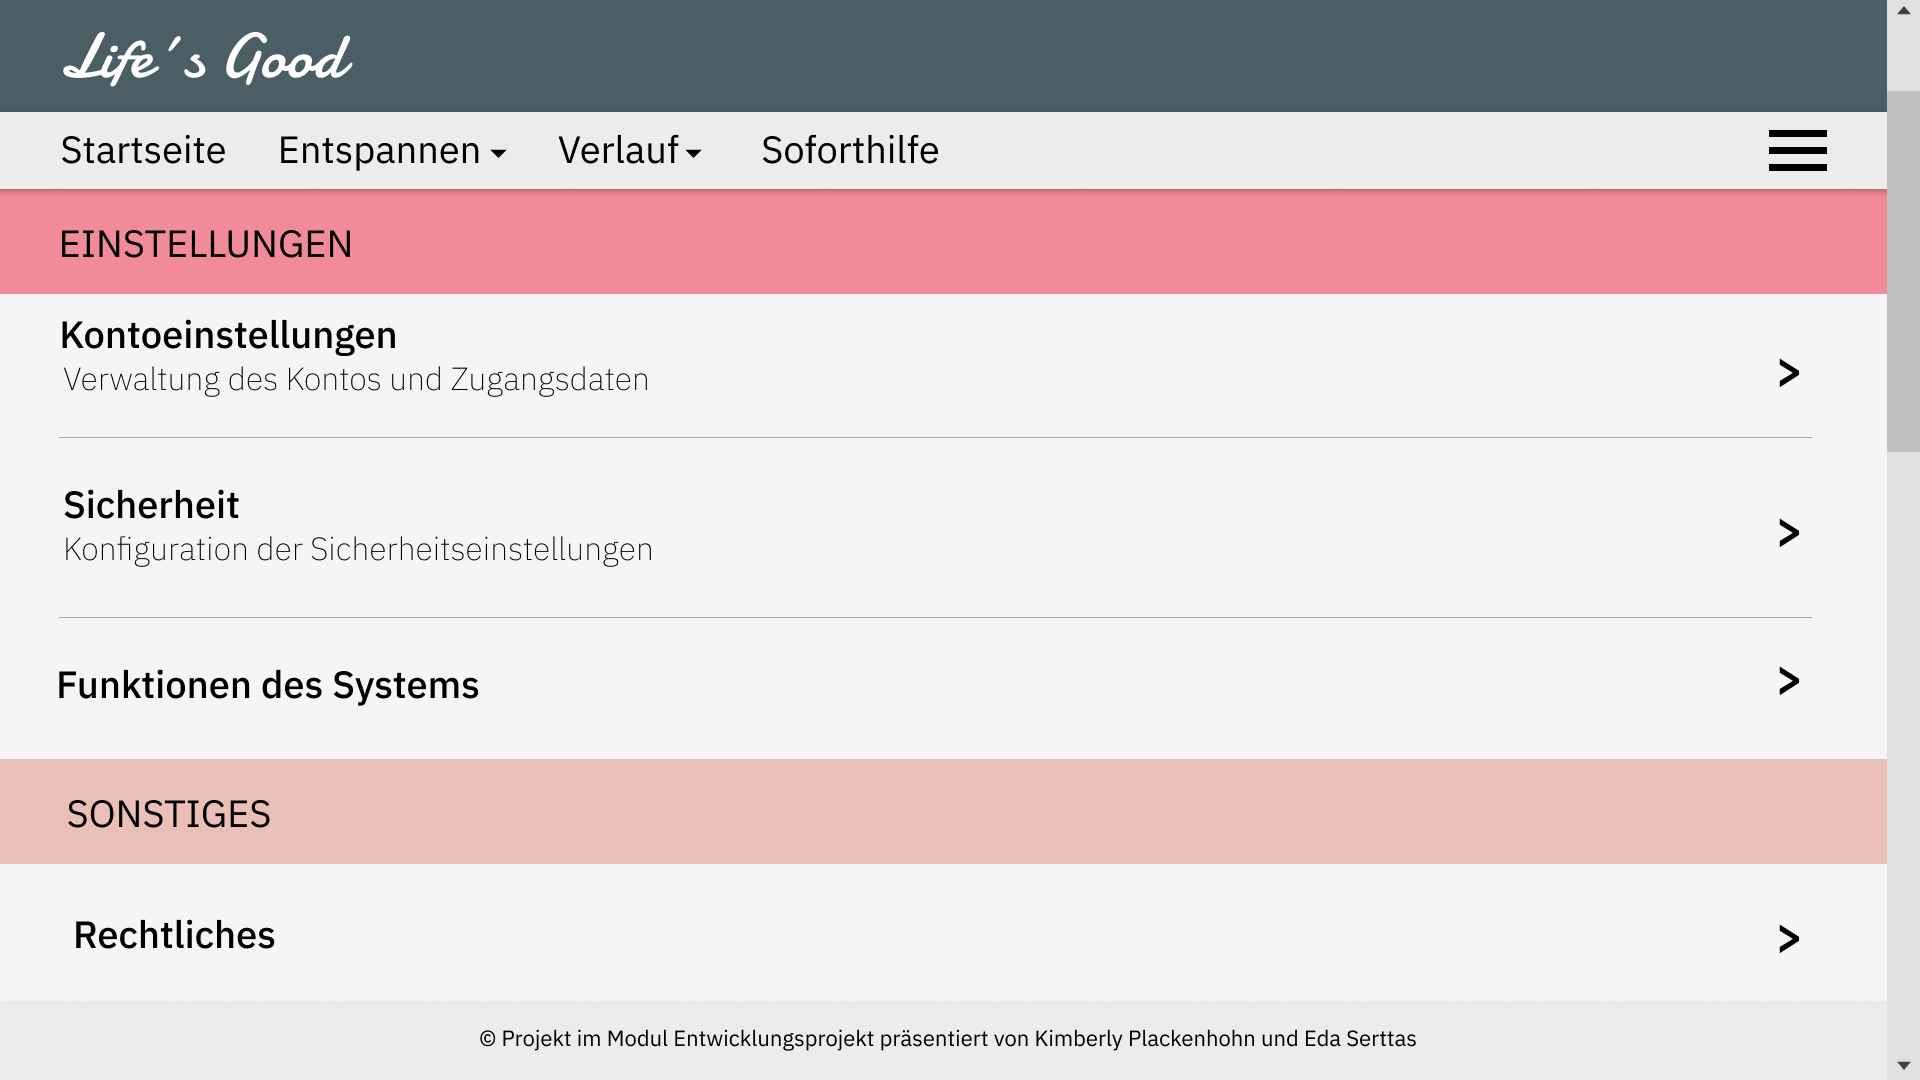 Life´s Good
Startseite Entspannen Verlauf Soforthilfe
EINSTELLUNGEN
Kontoeinstellungen
Verwaltung des Kontos und Zugangsdaten
>
Sicherheit
Konfiguration der Sicherheitseinstellungen
>
Funktionen des Systems >
SONSTIGES
Rechtliches >
© Projekt im Modul Entwicklungsprojekt präsentiert von Kimberly Plackenhohn und Eda Serttas